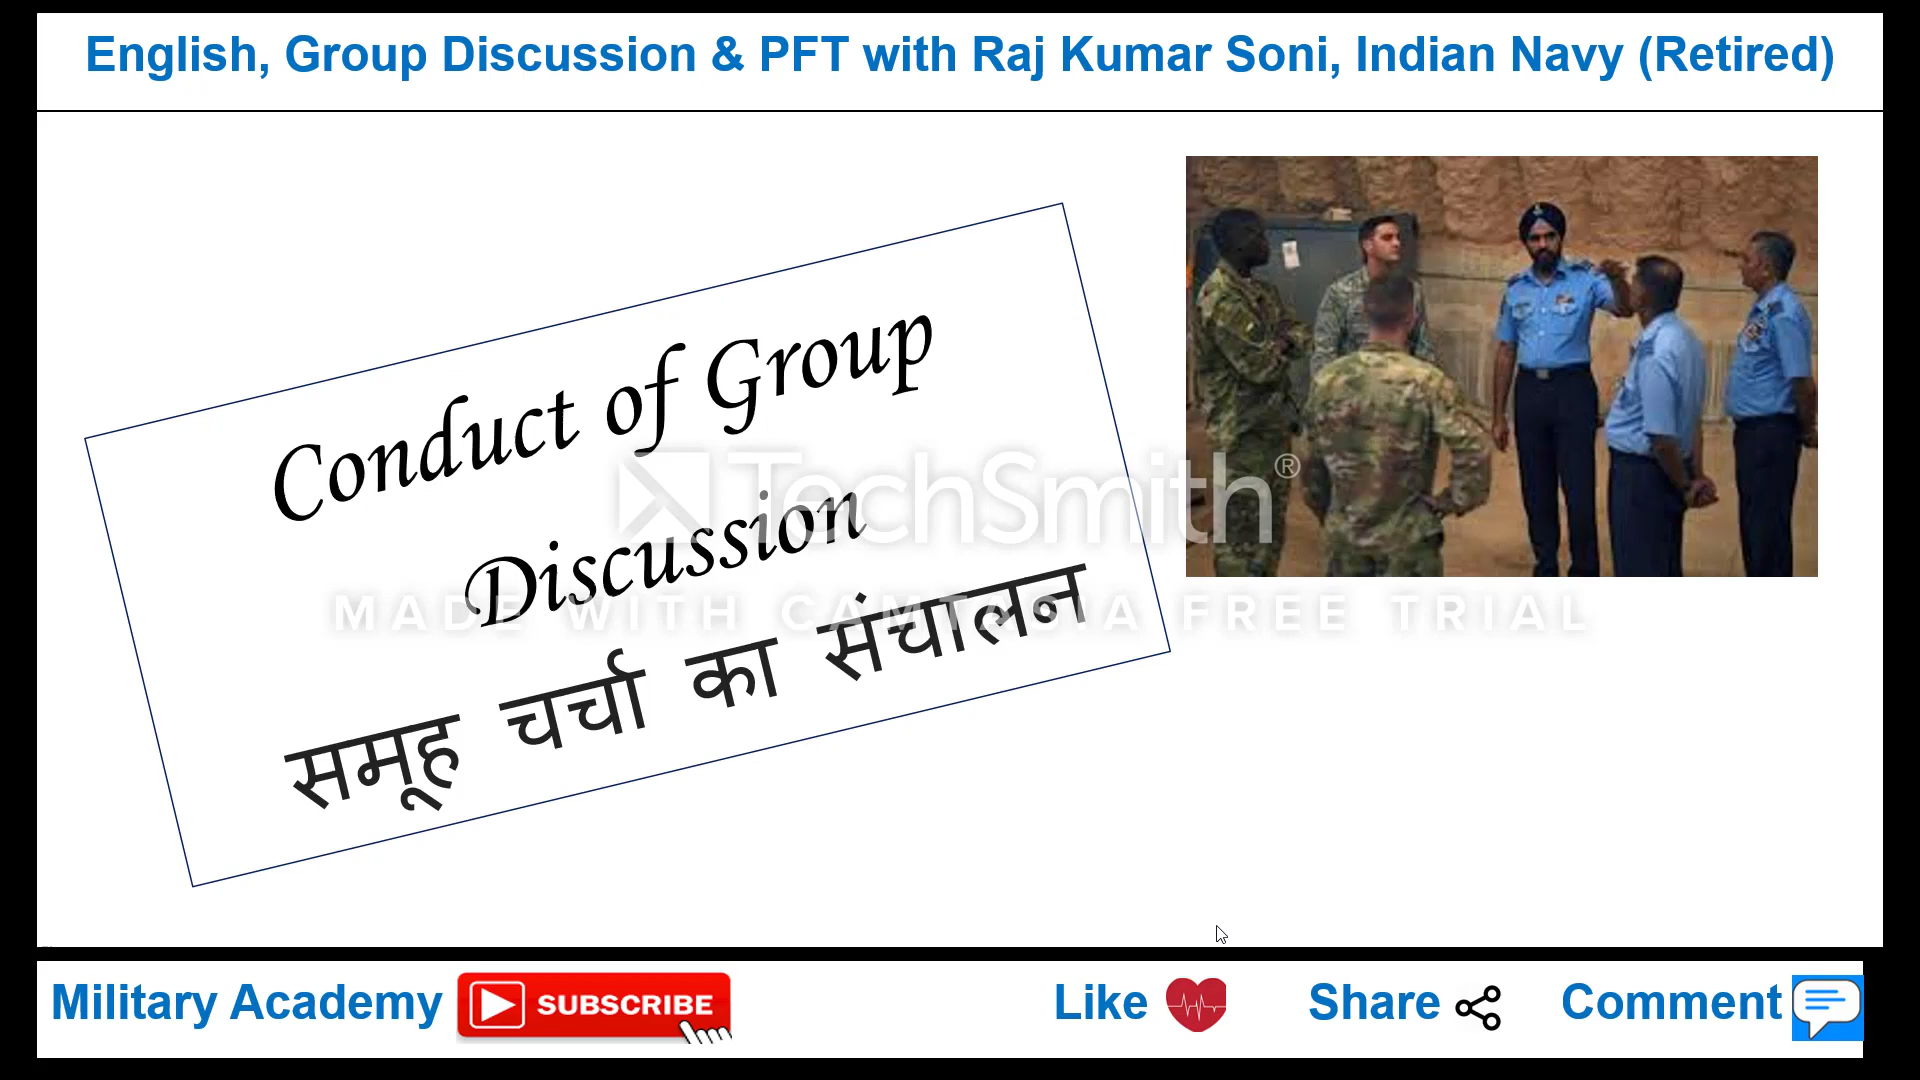 English, Group Discussion & PFT with Raj Kumar Soni, Indian Navy (Retired)
Conduct of Group
Discussion
समूह चर्चा का संचालन
TechSmith®
MADE WITH CAMTASIA FREE TRIAL
Military Academy SUBSCRIBE Like Share Comment